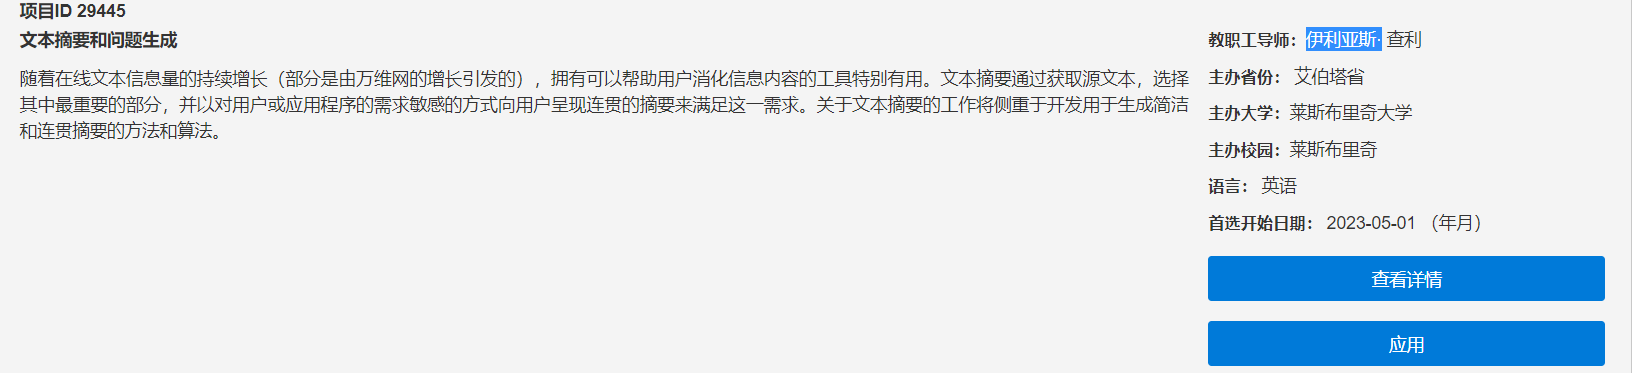 项目ID 29445
文本摘要和问题生成
随着在线文本信息量的持续增长（部分是由万维网的增长引发的），拥有可以帮助用户消化信息内容的工具特别有用。文本摘要通过获取源文本，选择
其中最重要的部分，并以对用户或应用程序的需求敏感的方式向用户呈现连贯的摘要来满足这一需求。关于文本摘要的工作将侧重于开发用于生成简洁
和连贯摘要的方法和算法。
教职工导师：伊利亚斯· 查利
主办省份： 艾伯塔省
主办大学：莱斯布里奇大学
主办校园：莱斯布里奇
语言： 英语
首选开始日期： 2023-05-01 （年月）
查看详情
应用